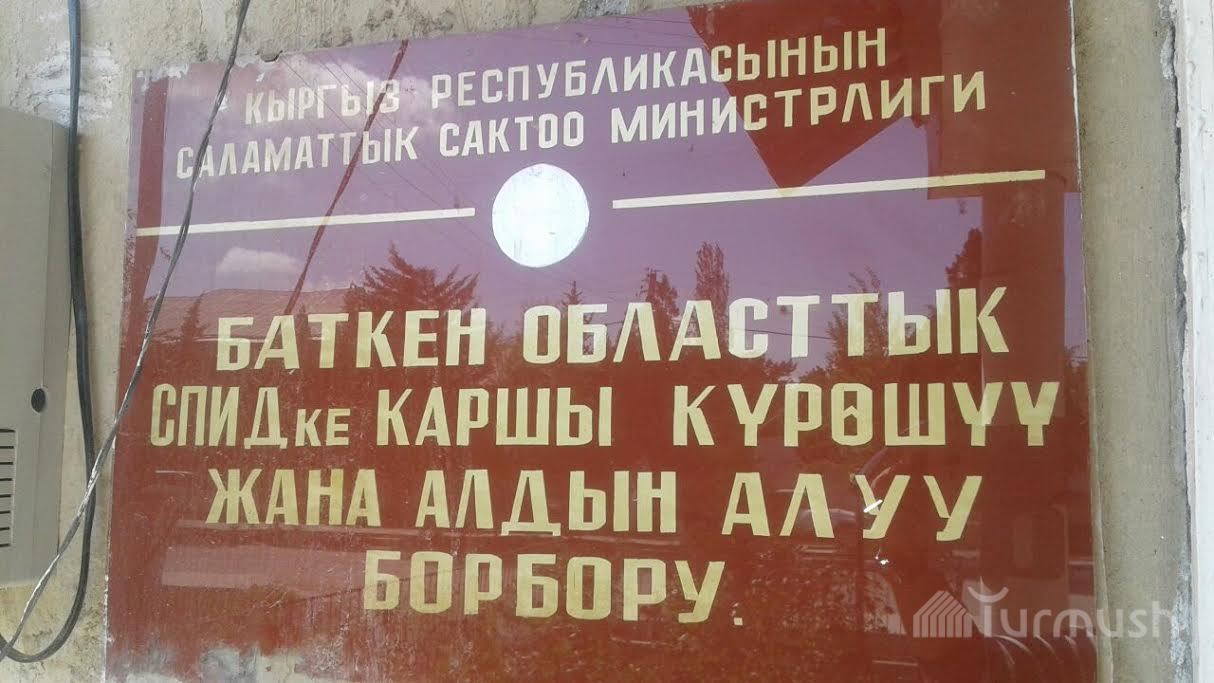 КЫРГЫЗ РЕСПУБЛИКАСЫНЫН
САЛАМАТТЫК САКТОО МИНИСТРЛИГИ
БАТКЕН ОБЛАСТТЫК
СПИДКЕ КАРШЫ КҮРӨШҮҮ
ЖАНА АЛДЫН АЛУУ
БОРБОРУ.
Turmush